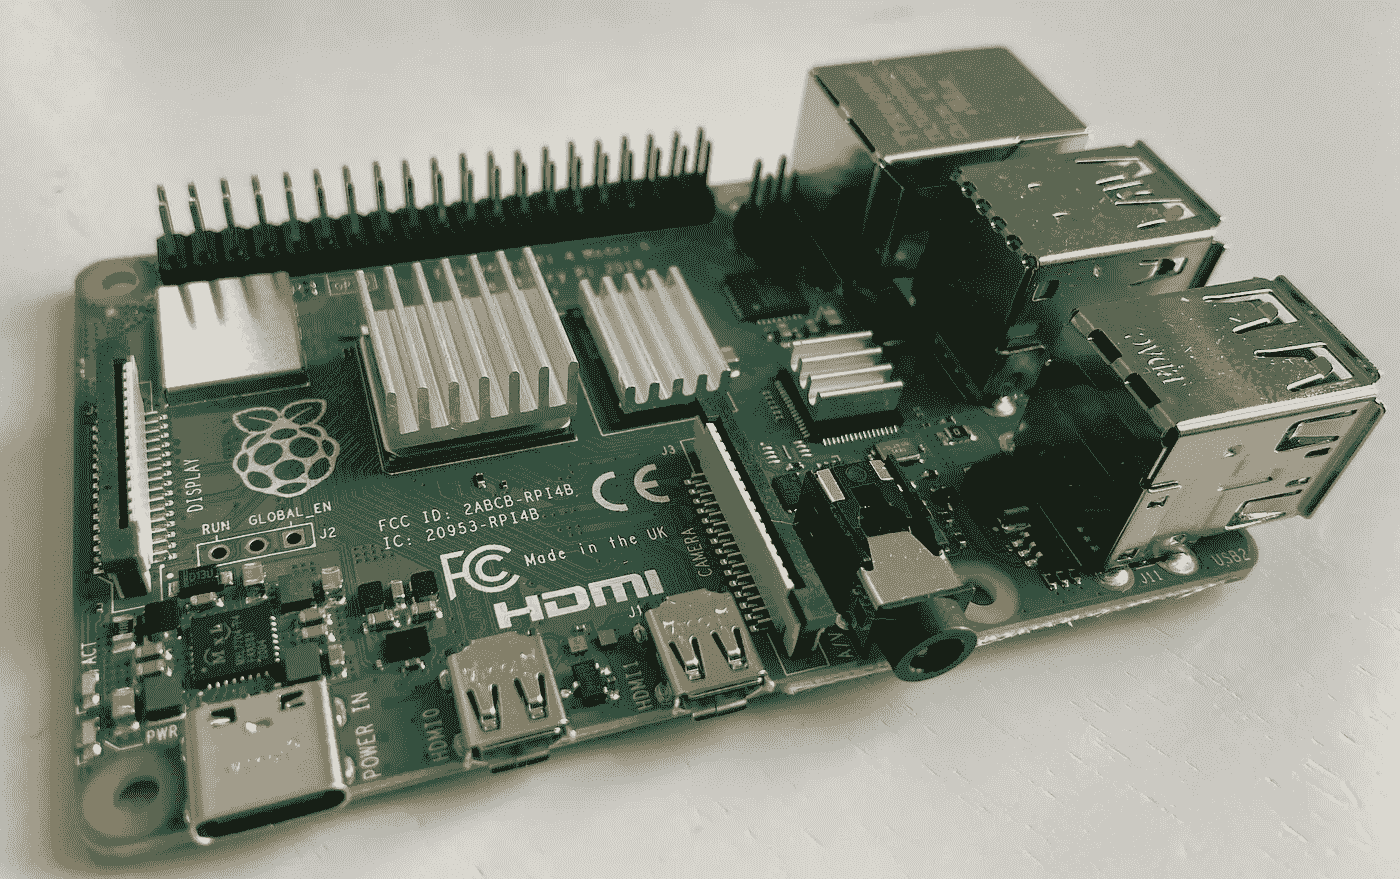 DISPLAY
RUN
GLOBAL_EN
J2
FCC ID: 2ABCB-RPI4B
IC: 20953-RPI4B
CE
FC
Made in the UK
HDMI
J3
CAMERA
J1
ACT
PWR
POWER IN
HDMI0
HDMI1
A/V
J11
USB2